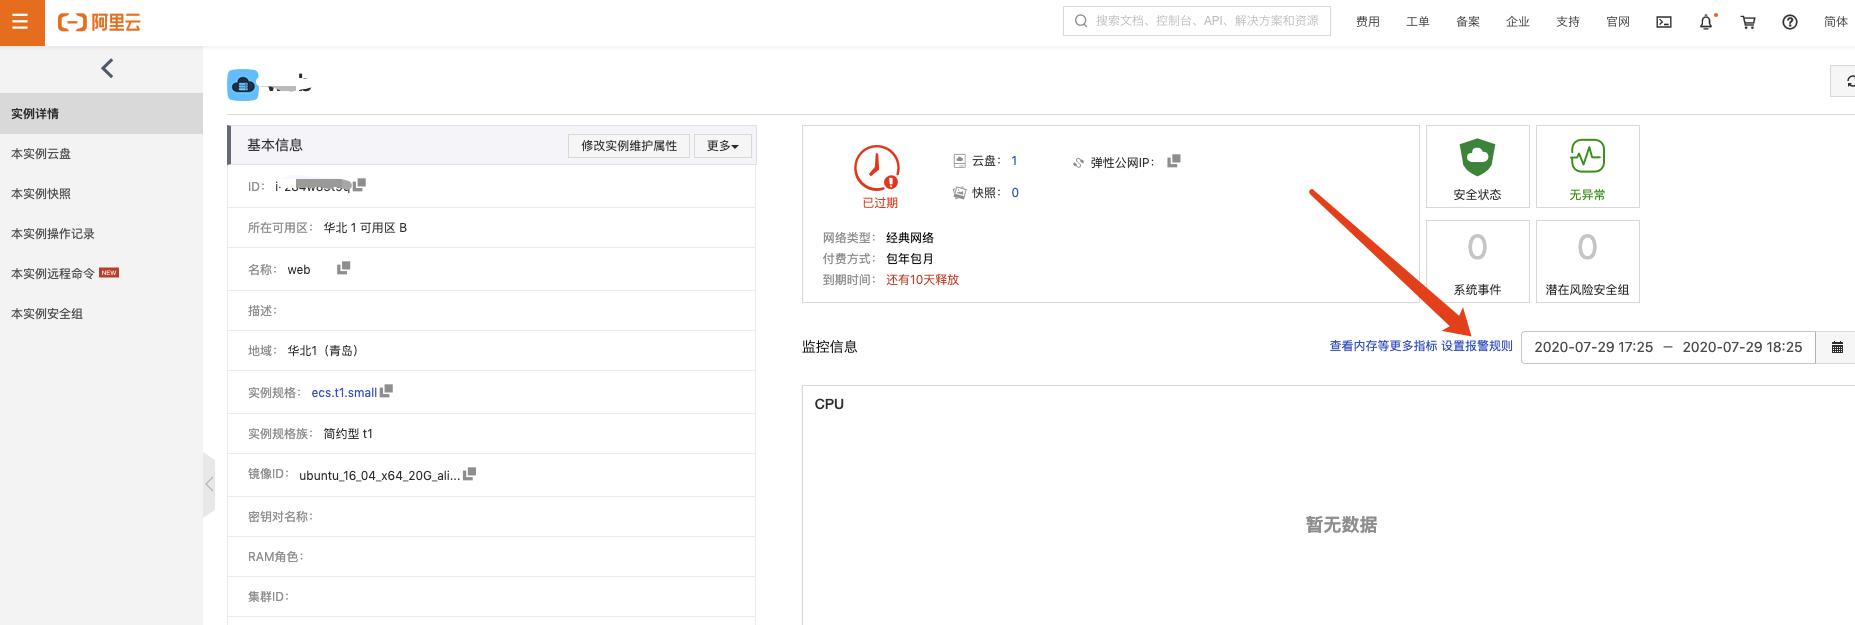 阿里云
搜索文档、控制台、API、解决方案和资源
费用 工单 备案 企业 支持 官网 简体
实例详情
本实例云盘
本实例快照
本实例操作记录
本实例远程命令 NEW
本实例安全组
基本信息
修改实例维护属性 更多
ID：
所在可用区： 华北 1 可用区 B
名称： web
描述：
地域： 华北1（青岛）
实例规格： ecs.t1.small
实例规格族： 简约型 t1
镜像ID： ubuntu_16_04_x64_20G_ali...
密钥对名称：
RAM角色：
集群ID：
已过期
云盘： 1
快照： 0
弹性公网IP：
网络类型： 经典网络
付费方式： 包年包月
到期时间： 还有10天释放
安全状态
无异常
0
系统事件
0
潜在风险安全组
监控信息
查看内存等更多指标 设置报警规则
2020-07-29 17:25 – 2020-07-29 18:25
CPU
暂无数据